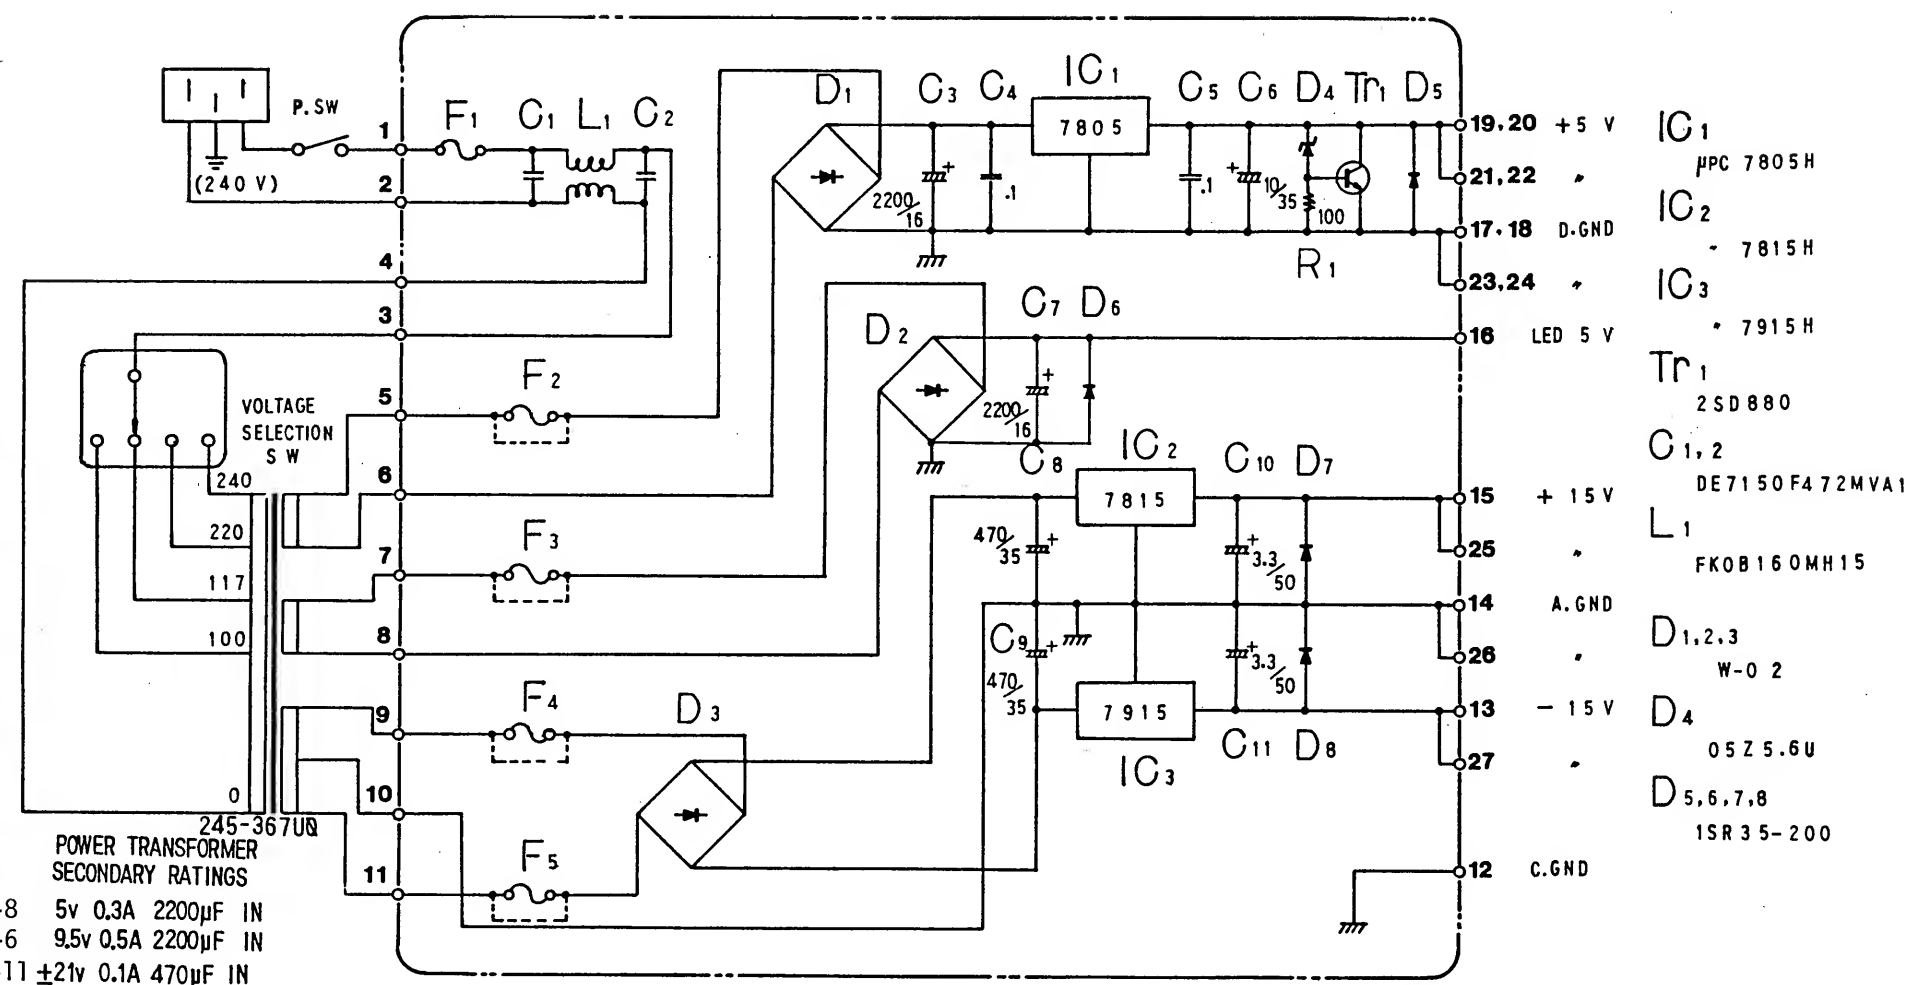 P.SW
(240 V)
1
2
4
3
5
6
7
8
9
10
11
F1
C1
L1
C2
D1
C3
C4
IC1
C5
C6
D4
Tr1
D5
7805
2200/16
.1
.1
10/35
100
R1
19,20 +5 V
21,22 〃
17,18 D.GND
23,24 〃
16 LED 5 V
F2
D2
C7
D6
2200/16
VOLTAGE
SELECTION
SW
240
220
117
100
0
F3
C8
IC2
7815
C10
D7
470/35
3.3/50
15 + 15V
25 〃
14 A.GND
26 〃
13 - 15V
27 〃
12 C.GND
C9
470/35
7915
IC3
3.3/50
C11
D8
F4
D3
F5
245-367UQ
POWER TRANSFORMER
SECONDARY RATINGS
-8 5v 0.3A 2200µF IN
-6 9.5v 0.5A 2200µF IN
-11 ±21v 0.1A 470µF IN
IC1
µPC 7805H
IC2
〃 7815H
IC3
〃 7915H
Tr1
2SD880
C1,2
DE7150F472MVA1
L1
FKOB160MH15
D1,2,3
W-02
D4
05Z5.6U
D5,6,7,8
1SR35-200